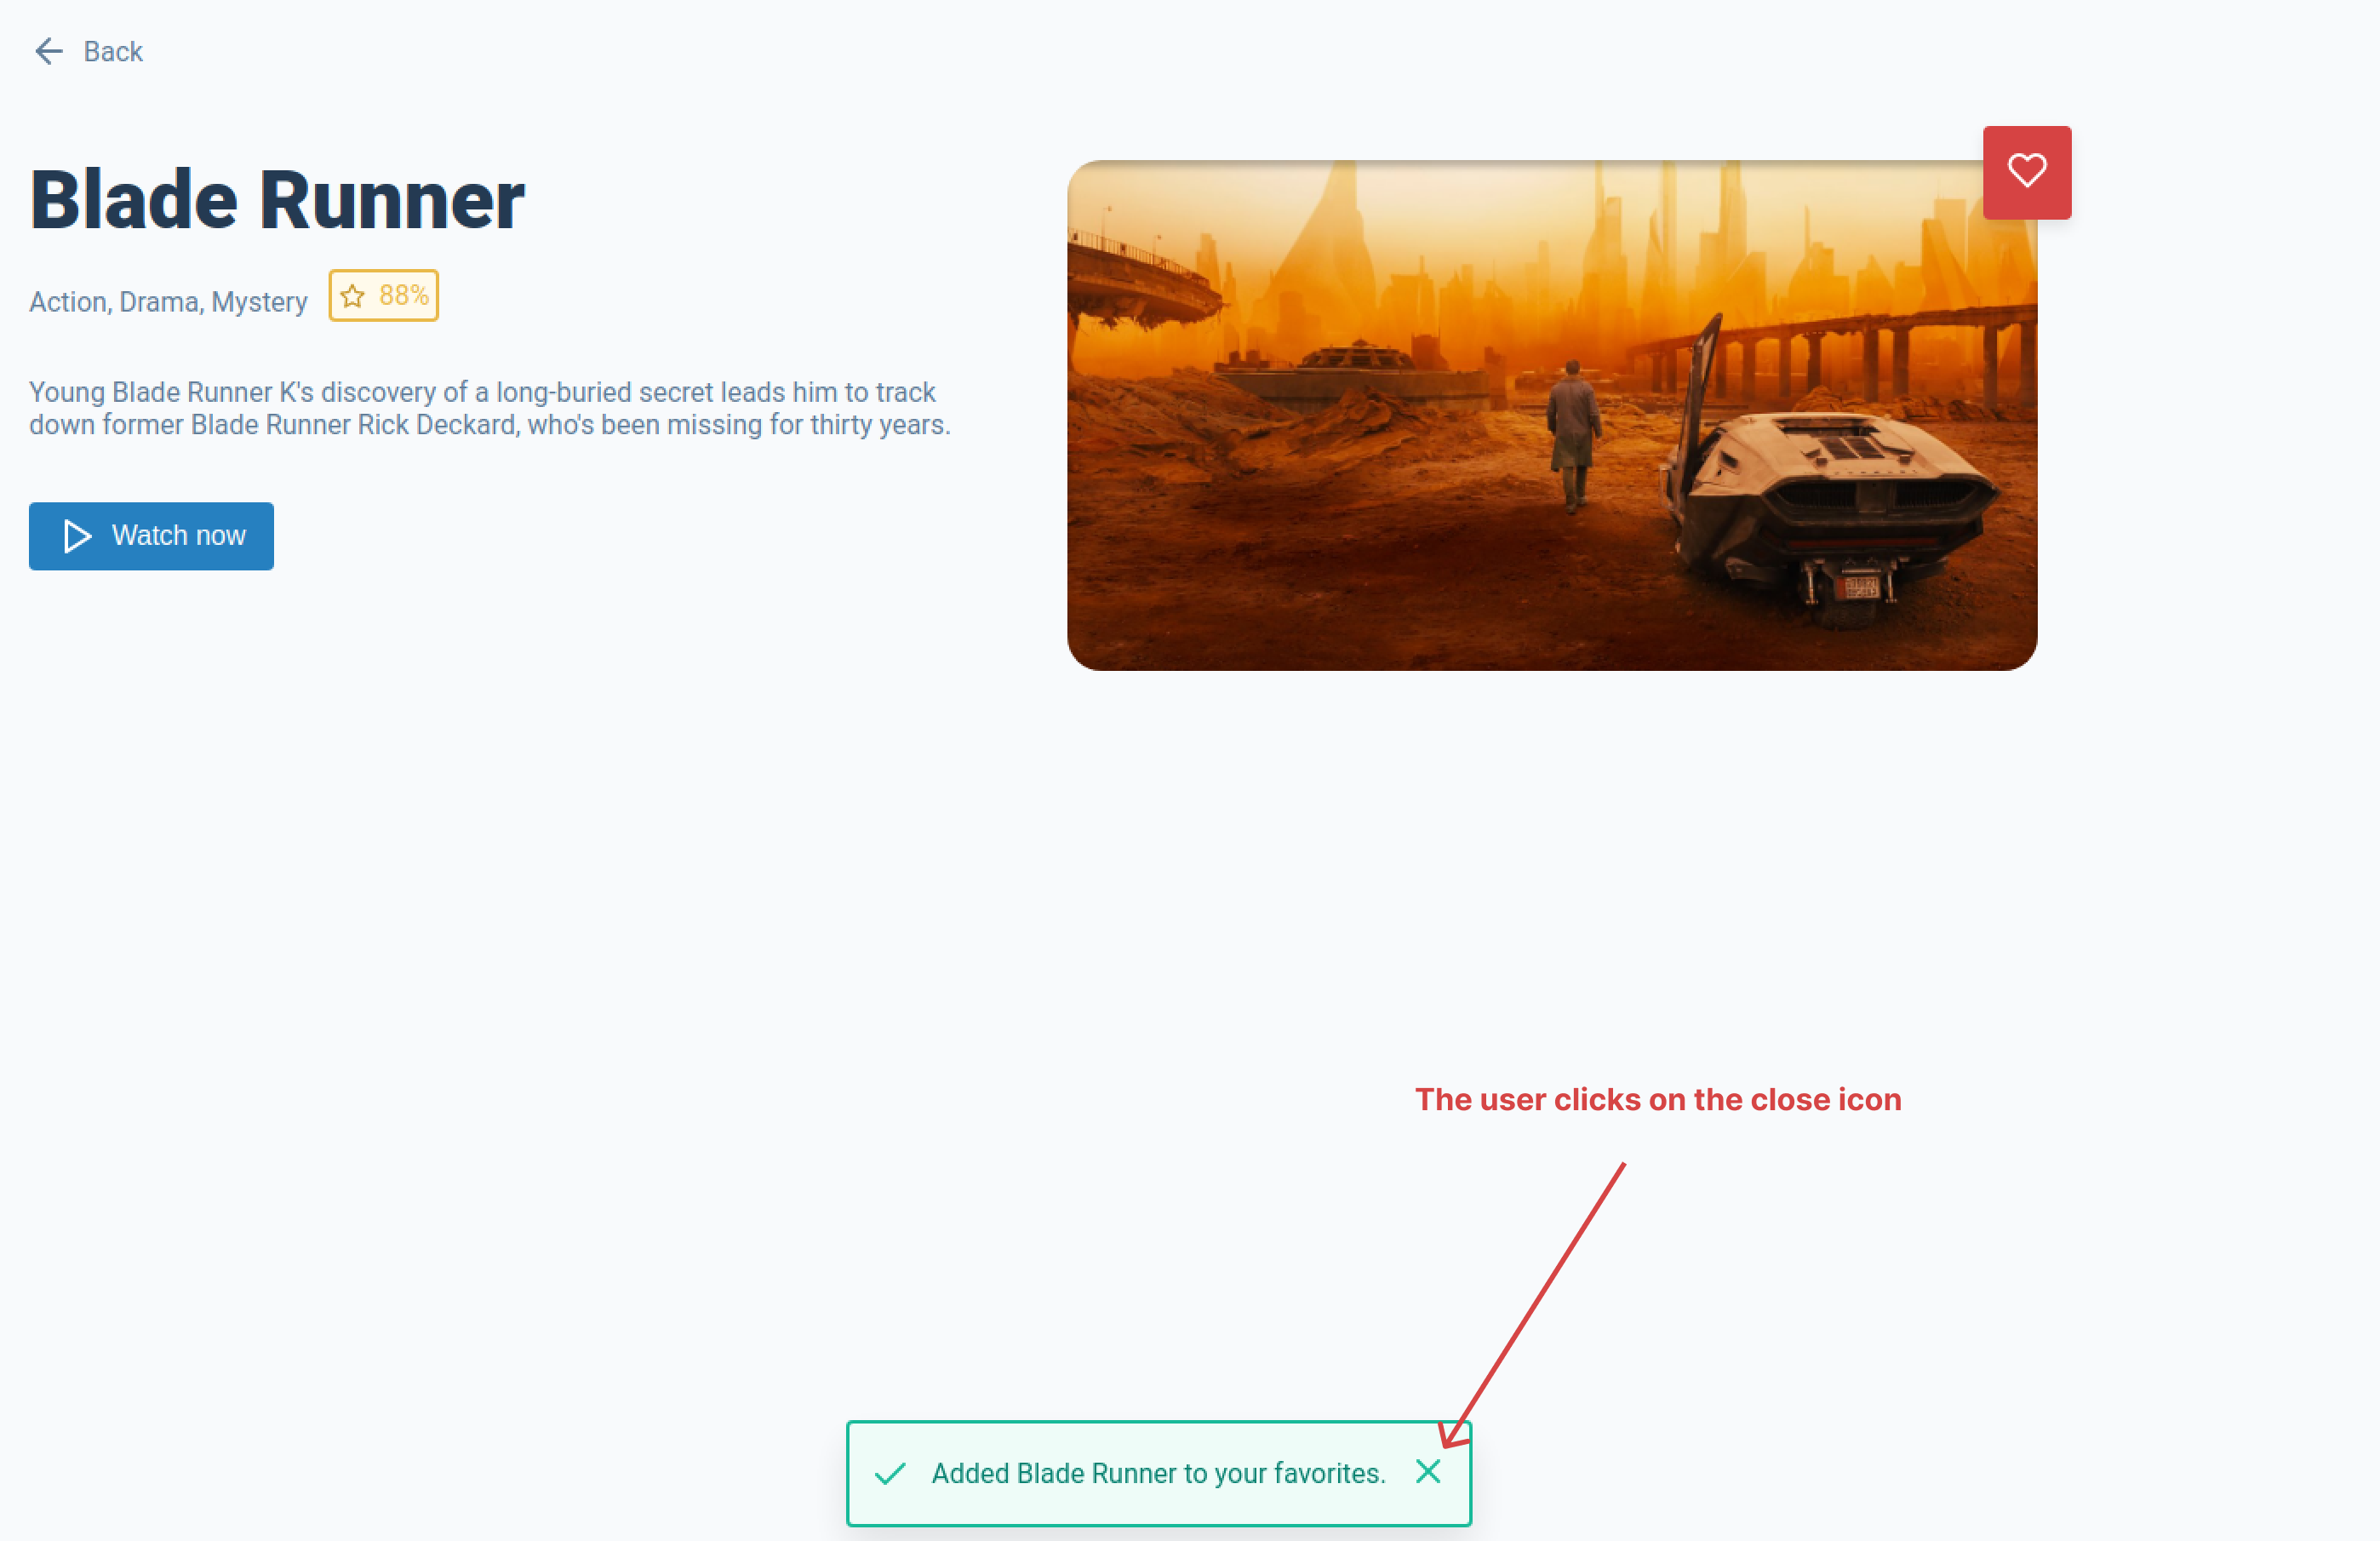 Back
Blade Runner
Action, Drama, Mystery
88%
Young Blade Runner K's discovery of a long-buried secret leads him to track
down former Blade Runner Rick Deckard, who's been missing for thirty years.
Watch now
The user clicks on the close icon
Added Blade Runner to your favorites.